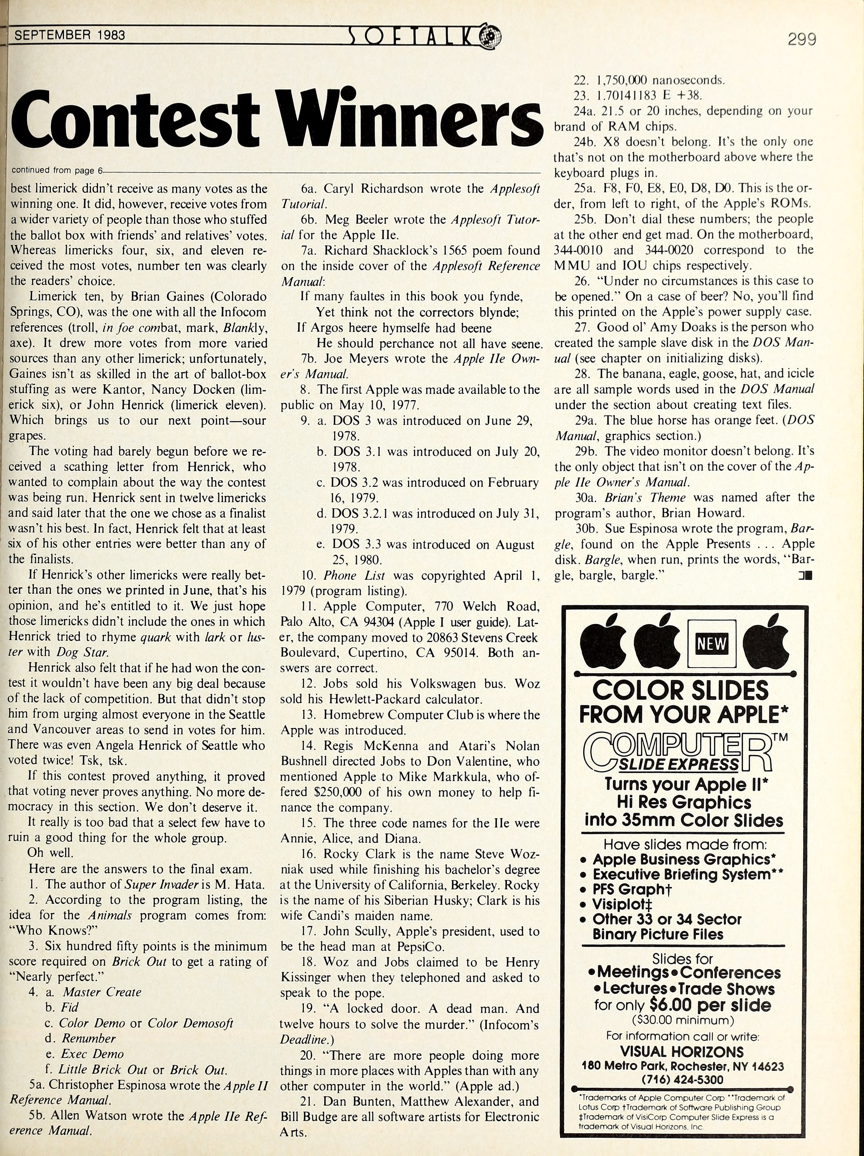 SEPTEMBER 1983
SOFTALK
299
Contest Winners
continued from page 6
best limerick didn't receive as many votes as the
winning one. It did, however, receive votes from
a wider variety of people than those who stuffed
the ballot box with friends' and relatives' votes.
Whereas limericks four, six, and eleven re-
ceived the most votes, number ten was clearly
the readers' choice.
Limerick ten, by Brian Gaines (Colorado
Springs, CO), was the one with all the Infocom
references (troll, in foe combat, mark, Blankly,
axe). It drew more votes from more varied
sources than any other limerick; unfortunately,
Gaines isn't as skilled in the art of ballot-box
stuffing as were Kantor, Nancy Docken (lim-
erick six), or John Henrick (limerick eleven).
Which brings us to our next point—sour
grapes.
The voting had barely begun before we re-
ceived a scathing letter from Henrick, who
wanted to complain about the way the contest
was being run. Henrick sent in twelve limericks
and said later that the one we chose as a finalist
wasn't his best. In fact, Henrick felt that at least
six of his other entries were better than any of
the finalists.
If Henrick's other limericks were really bet-
ter than the ones we printed in June, that's his
opinion, and he's entitled to it. We just hope
those limericks didn't include the ones in which
Henrick tried to rhyme quark with lark or lus-
ter with Dog Star.
Henrick also felt that if he had won the con-
test it wouldn't have been any big deal because
of the lack of competition. But that didn't stop
him from urging almost everyone in the Seattle
and Vancouver areas to send in votes for him.
There was even Angela Henrick of Seattle who
voted twice! Tsk, tsk.
If this contest proved anything, it proved
that voting never proves anything. No more de-
mocracy in this section. We don't deserve it.
It really is too bad that a select few have to
ruin a good thing for the whole group.
Oh well.
Here are the answers to the final exam.
1. The author of Super Invader is M. Hata.
2. According to the program listing, the
idea for the Animals program comes from:
"Who Knows?"
3. Six hundred fifty points is the minimum
score required on Brick Out to get a rating of
"Nearly perfect."
4. a. Master Create
b. Fid
c. Color Demo or Color Demosoft
d. Renumber
e. Exec Demo
f. Little Brick Out or Brick Out.
5a. Christopher Espinosa wrote the Apple II
Reference Manual.
5b. Allen Watson wrote the Apple IIe Ref-
erence Manual.
6a. Caryl Richardson wrote the Applesoft
Tutorial.
6b. Meg Beeler wrote the Applesoft Tutor-
ial for the Apple IIe.
7a. Richard Shacklock's 1565 poem found
on the inside cover of the Applesoft Reference
Manual:
If many faultes in this book you fynde,
Yet think not the correctors blynde;
If Argos heere hymselfe had beene
He should perchance not all have seene.
7b. Joe Meyers wrote the Apple IIe Own-
er's Manual.
8. The first Apple was made available to the
public on May 10, 1977.
9. a. DOS 3 was introduced on June 29,
1978.
b. DOS 3.1 was introduced on July 20,
1978.
c. DOS 3.2 was introduced on February
16, 1979.
d. DOS 3.2.1 was introduced on July 31,
1979.
e. DOS 3.3 was introduced on August
25, 1980.
10. Phone List was copyrighted April 1,
1979 (program listing).
11. Apple Computer, 770 Welch Road,
Palo Alto, CA 94304 (Apple I user guide). Lat-
er, the company moved to 20863 Stevens Creek
Boulevard, Cupertino, CA 95014. Both an-
swers are correct.
12. Jobs sold his Volkswagen bus. Woz
sold his Hewlett-Packard calculator.
13. Homebrew Computer Club is where the
Apple was introduced.
14. Regis McKenna and Atari's Nolan
Bushnell directed Jobs to Don Valentine, who
mentioned Apple to Mike Markkula, who of-
fered $250,000 of his own money to help fi-
nance the company.
15. The three code names for the IIe were
Annie, Alice, and Diana.
16. Rocky Clark is the name Steve Woz-
niak used while finishing his bachelor's degree
at the University of California, Berkeley. Rocky
is the name of his Siberian Husky; Clark is his
wife Candi's maiden name.
17. John Scully, Apple's president, used to
be the head man at PepsiCo.
18. Woz and Jobs claimed to be Henry
Kissinger when they telephoned and asked to
speak to the pope.
19. "A locked door. A dead man. And
twelve hours to solve the murder." (Infocom's
Deadline.)
20. "There are more people doing more
things in more places with Apples than with any
other computer in the world." (Apple ad.)
21. Dan Bunten, Matthew Alexander, and
Bill Budge are all software artists for Electronic
Arts.
22. 1,750,000 nanoseconds.
23. 1.70141183 E +38.
24a. 21.5 or 20 inches, depending on your
brand of RAM chips.
24b. X8 doesn't belong. It's the only one
that's not on the motherboard above where the
keyboard plugs in.
25a. F8, F0, E8, E0, D8, D0. This is the or-
der, from left to right, of the Apple's ROMs.
25b. Don't dial these numbers; the people
at the other end get mad. On the motherboard,
344-0010 and 344-0020 correspond to the
MMU and IOU chips respectively.
26. "Under no circumstances is this case to
be opened." On a case of beer? No, you'll find
this printed on the Apple's power supply case.
27. Good ol' Amy Doaks is the person who
created the sample slave disk in the DOS Man-
ual (see chapter on initializing disks).
28. The banana, eagle, goose, hat, and icicle
are all sample words used in the DOS Manual
under the section about creating text files.
29a. The blue horse has orange feet. (DOS
Manual, graphics section.)
29b. The video monitor doesn't belong. It's
the only object that isn't on the cover of the Ap-
ple IIe Owner's Manual.
30a. Brian's Theme was named after the
program's author, Brian Howard.
30b. Sue Espinosa wrote the program, Bar-
gle, found on the Apple Presents . . . Apple
disk. Bargle, when run, prints the words, "Bar-
gle, bargle, bargle."
NEW
COLOR SLIDES
FROM YOUR APPLE*
COMPUTER™
SLIDE EXPRESS
Turns your Apple II*
Hi Res Graphics
into 35mm Color Slides
Have slides made from:
• Apple Business Graphics*
• Executive Briefing System**
• PFS Graph†
• Visiplot‡
• Other 33 or 34 Sector
Binary Picture Files
Slides for
•Meetings•Conferences
•Lectures•Trade Shows
for only $6.00 per slide
($30.00 minimum)
For information call or write:
VISUAL HORIZONS
180 Metro Park, Rochester, NY 14623
(716) 424-5300
*Trademarks of Apple Computer Corp **Trademark of
Lotus Corp †Trademark of Software Publishing Group
‡Trademark of VisiCorp Computer Slide Express is a
trademark of Visual Horizons, Inc.